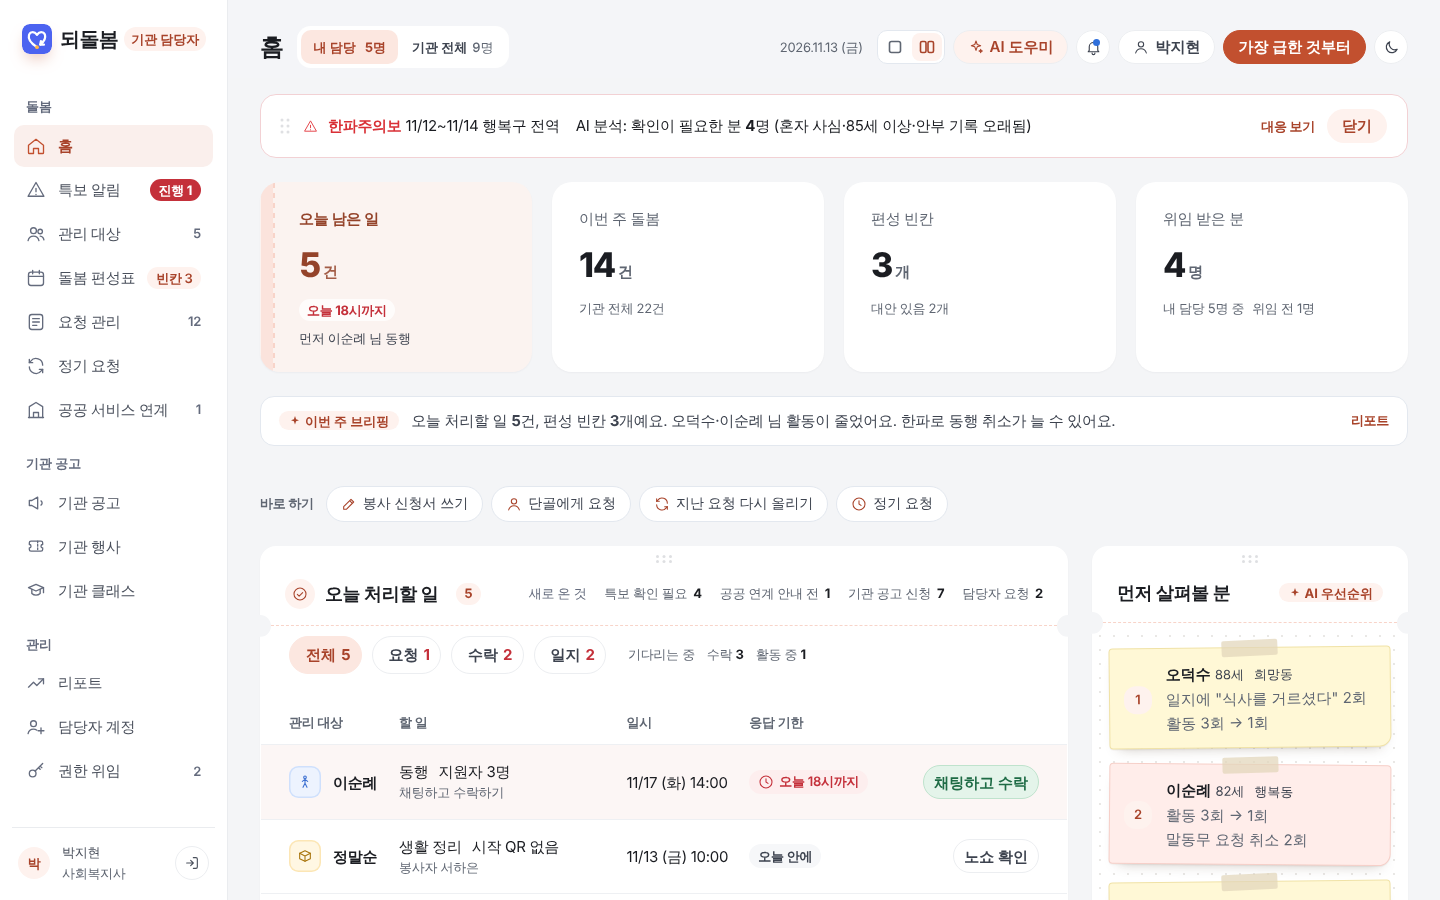 되돌봄 기관 담당자
돌봄
홈
특보 알림 진행 1
관리 대상 5
돌봄 편성표 빈칸 3
요청 관리 12
정기 요청
공공 서비스 연계 1
기관 공고
기관 공고
기관 행사
기관 클래스
관리
리포트
담당자 계정
권한 위임 2
박 박지현
사회복지사
홈 내 담당 5명 기관 전체 9명 2026.11.13 (금) AI 도우미 박지현 가장 급한 것부터
한파주의보 11/12~11/14 행복구 전역 AI 분석: 확인이 필요한 분 4명 (혼자 사심·85세 이상·안부 기록 오래됨) 대응 보기 닫기
오늘 남은 일
5건
오늘 18시까지
먼저 이순례 님 동행
이번 주 돌봄
14건
기관 전체 22건
편성 빈칸
3개
대안 있음 2개
위임 받은 분
4명
내 담당 5명 중 위임 전 1명
이번 주 브리핑 오늘 처리할 일 5건, 편성 빈칸 3개예요. 오덕수·이순례 님 활동이 줄었어요. 한파로 동행 취소가 늘 수 있어요. 리포트
바로 하기 봉사 신청서 쓰기 단골에게 요청 지난 요청 다시 올리기 정기 요청
오늘 처리할 일 5 새로 온 것 특보 확인 필요 4 공공 연계 안내 전 1 기관 공고 신청 7 담당자 요청 2
전체 5 요청 1 수락 2 일지 2 기다리는 중 수락 3 활동 중 1
관리 대상 할 일 일시 응답 기한
이순례 동행 지원자 3명 11/17 (화) 14:00 오늘 18시까지 채팅하고 수락
채팅하고 수락하기
정말순 생활 정리 시작 QR 없음 11/13 (금) 10:00 오늘 안에 노쇼 확인
봉사자 서하은
먼저 살펴볼 분 AI 우선순위
1 오덕수 88세 희망동
일지에 "식사를 거르셨다" 2회
활동 3회 → 1회
2 이순례 82세 행복동
활동 3회 → 1회
말동무 요청 취소 2회